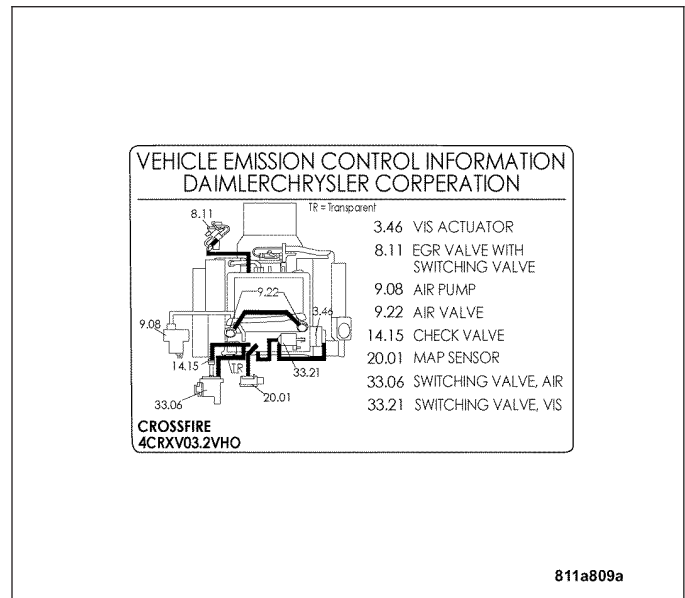 VEHICLE EMISSION CONTROL INFORMATION
DAIMLERCHRYSLER CORPERATION
TR = Transparent
8.11
9.22
3.46
9.08
14.15
TR
33.21
20.01
33.06
3.46 VIS ACTUATOR
8.11 EGR VALVE WITH
SWITCHING VALVE
9.08 AIR PUMP
9.22 AIR VALVE
14.15 CHECK VALVE
20.01 MAP SENSOR
33.06 SWITCHING VALVE, AIR
33.21 SWITCHING VALVE, VIS
CROSSFIRE
4CRXV03.2VHO
811a809a